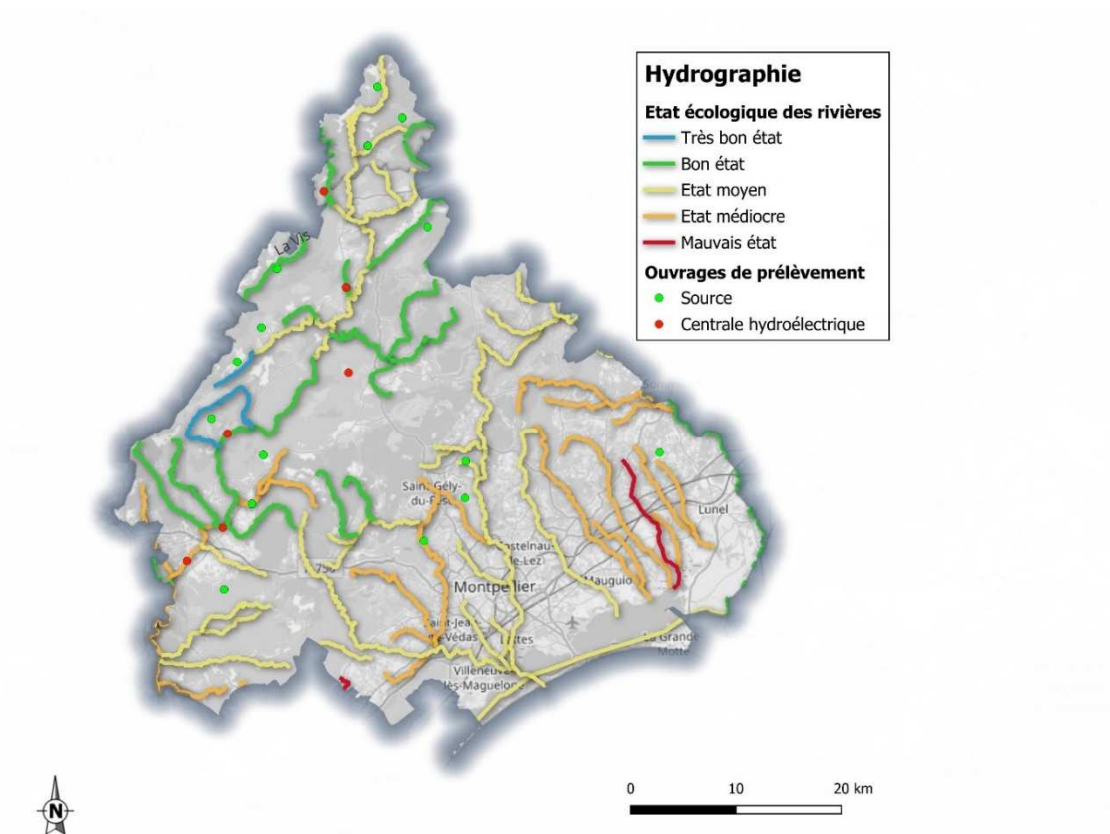 Hydrographie
Etat écologique des rivières
Très bon état
Bon état
Etat moyen
Etat médiocre
Mauvais état
Ouvrages de prélèvement
Source
Centrale hydroélectrique
La Vis
Saint-Gély-
du-Fesc
Lunel
Castelnau-
le-Lez
Montpellier
Mauguio
Saint-Jean-
de-Védas
Lattes
La Grande
Motte
Villeneuve-
lès-Maguelone
0 10 20 km
N